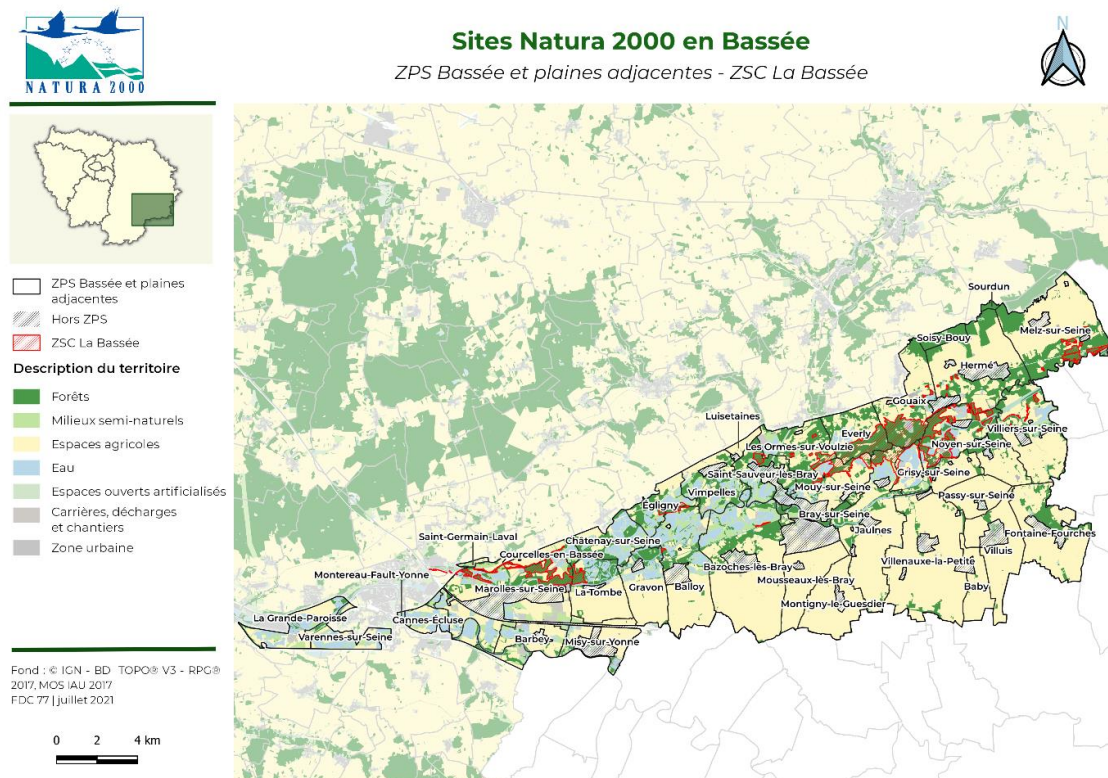 NATURA 2000
Sites Natura 2000 en Bassée
ZPS Bassée et plaines adjacentes - ZSC La Bassée
N
ZPS Bassée et plaines
adjacentes
Hors ZPS
ZSC La Bassée
Description du territoire
Forêts
Milieux semi-naturels
Espaces agricoles
Eau
Espaces ouverts artificialisés
Carrières, décharges
et chantiers
Zone urbaine
Fond : © IGN - BD TOPO® V3 - RPG®
2017, MOS IAU 2017
FDC 77 | juillet 2021
0 2 4 km
Sourdun
Melz-sur-Seine
Soisy-Bouy
Hermé
Gouaix
Luisetaines
Villiers-sur-Seine
Everly
Les Ormes-sur-Voulzie
Noyen-sur-Seine
Saint-Sauveur-lès-Bray
Grisy-sur-Seine
Mouy-sur-Seine
Vimpelles
Passy-sur-Seine
Égligny
Bray-sur-Seine
Jaulnes
Fontaine-Fourches
Saint-Germain-Laval
Châtenay-sur-Seine
Villuis
Courcelles-en-Bassée
Villenauxe-la-Petite
Bazoches-lès-Bray
Montereau-Fault-Yonne
Mousseaux-lès-Bray
Marolles-sur-Seine
La-Tombe
Gravon
Balloy
Baby
Montigny-le-Guesdier
La Grande-Paroisse
Cannes-Écluse
Varennes-sur-Seine
Barbey
Misy-sur-Yonne